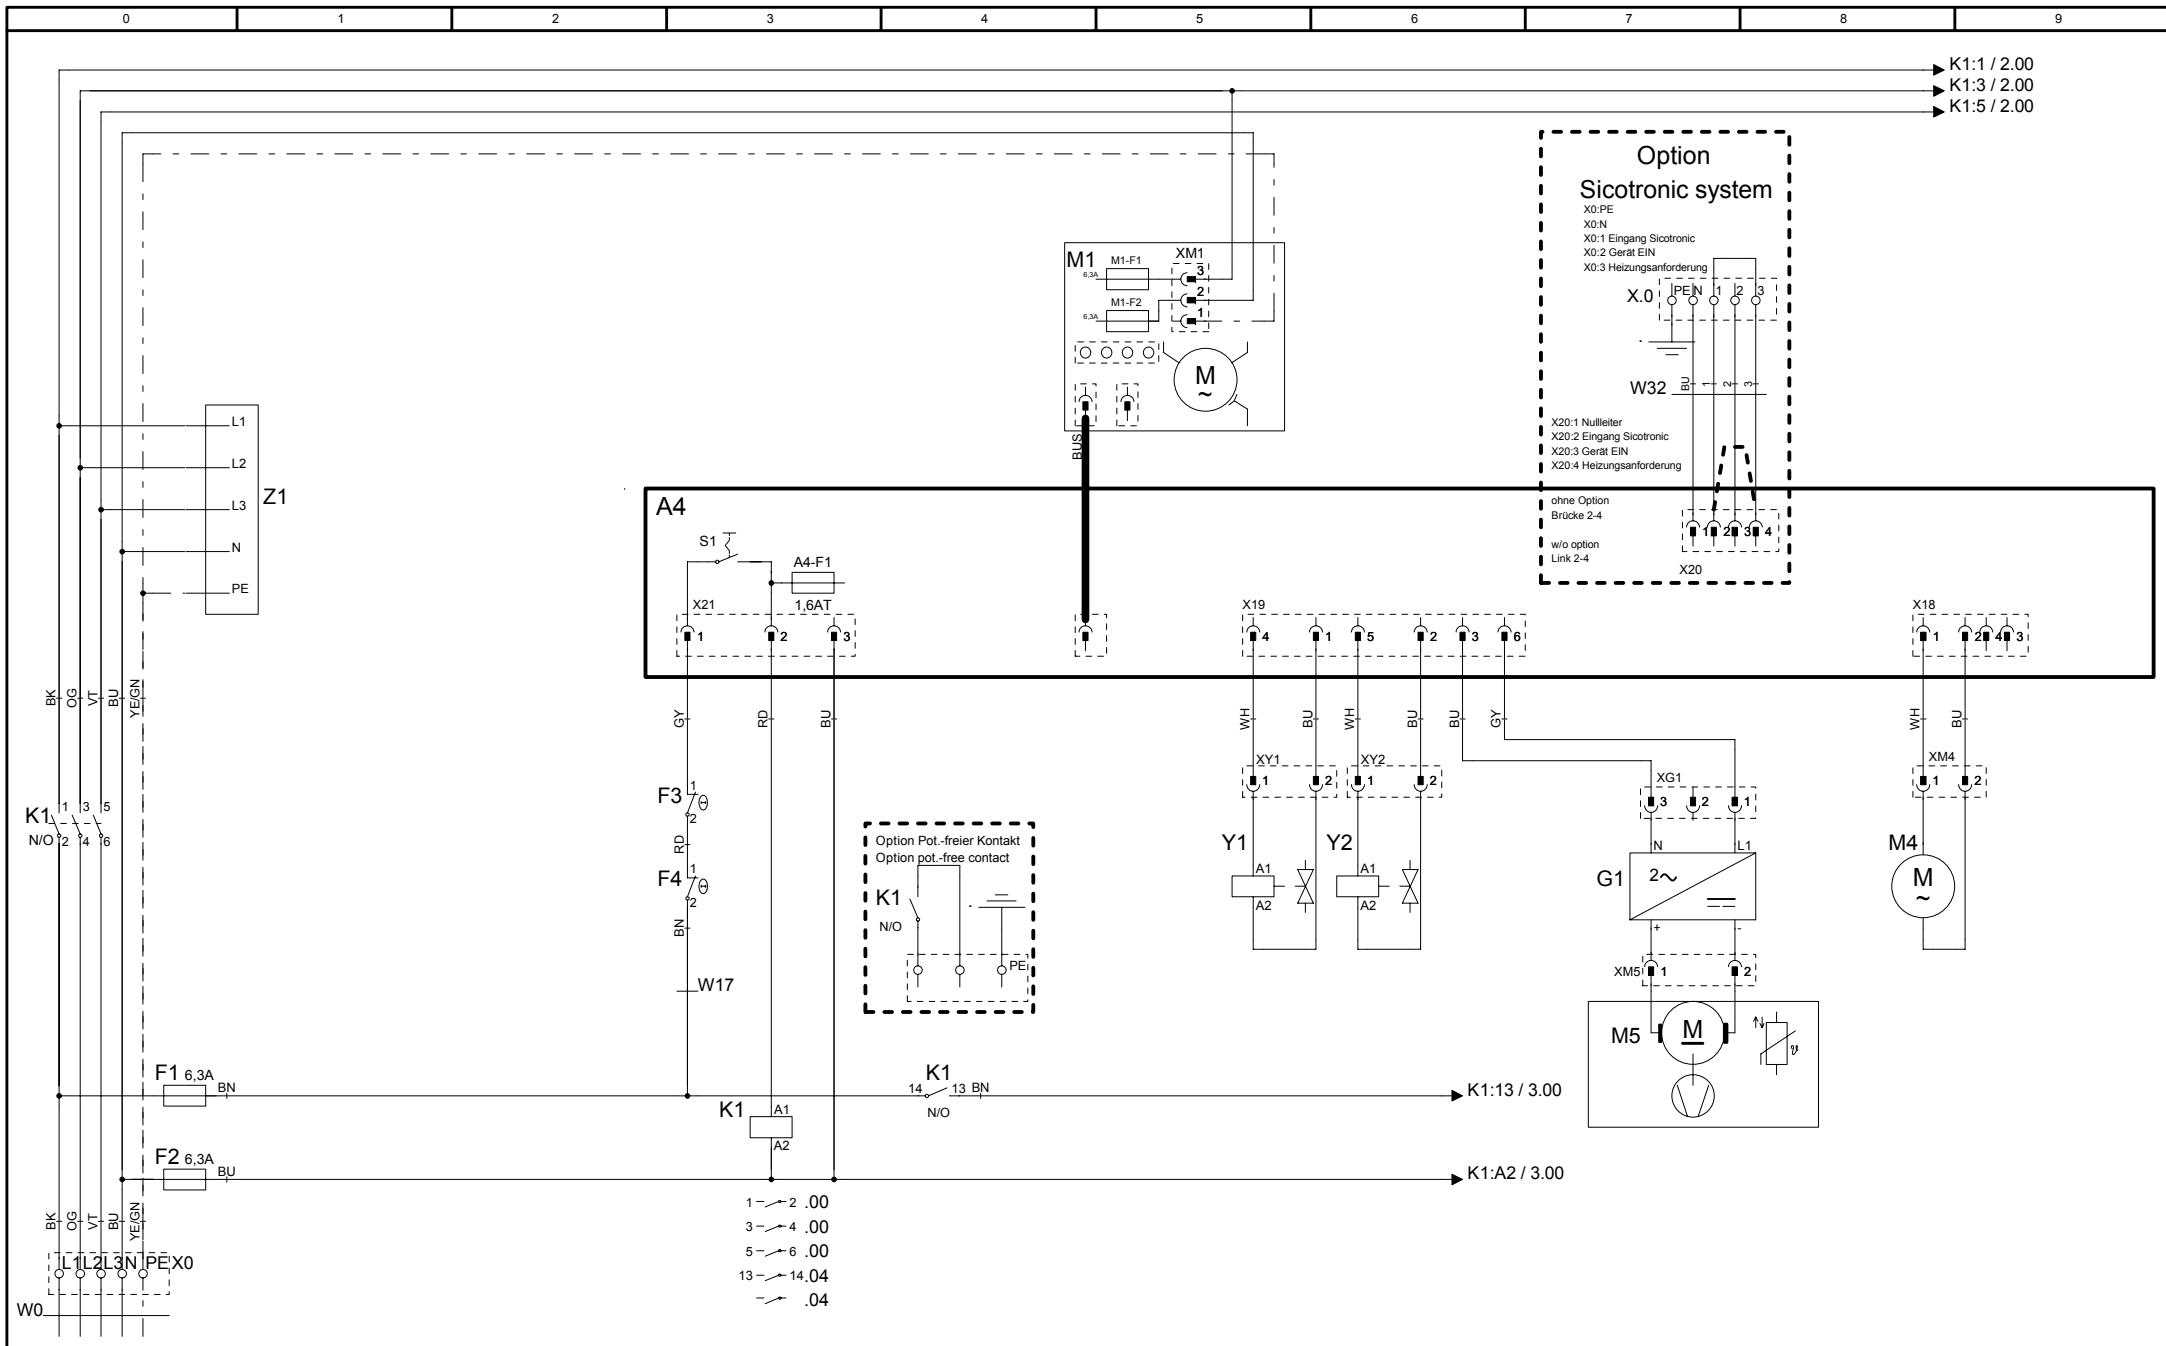 0 1 2 3 4 5 6 7 8 9
K1:1 / 2.00
K1:3 / 2.00
K1:5 / 2.00
Option
Sicotronic system
X0:PE
X0:N
X0:1 Eingang Sicotronic
X0:2 Gerät EIN
X0:3 Heizungsanforderung
X.0 PE N 1 2 3
W32 BU 1 2 3
X20:1 Nullleiter
X20:2 Eingang Sicotronic
X20:3 Gerät EIN
X20:4 Heizungsanforderung
ohne Option
Brücke 2-4
w/o option
Link 2-4
1 2 3 4
X20
M1 M1-F1 XM1
6,3A 3
M1-F2 2
6,3A 1
M
~
BUS
L1
L2
L3
N
PE
Z1
A4
S1
A4-F1
1,6AT
X21
1 2 3
X19
4 1 5 2 3 6
X18
1 2 4 3
BK OG VT BU YE/GN
GY RD BU
WH BU WH BU BU GY
WH BU
K1 1 3 5
N/O 2 4 6
F3 1
2
RD
F4 1
2
BN
W17
Option Pot.-freier Kontakt
Option pot.-free contact
K1
N/O
PE
XY1
1 2
XY2
1 2
Y1 A1
A2
Y2 A1
A2
XG1
3 2 1
N L1
G1 2~
+ -
XM5 1 2
M5 M
ϑ
XM4
1 2
M4
M
~
F1 6,3A BN
K1
14 13 BN
N/O
K1:13 / 3.00
K1 A1
A2
F2 6,3A BU
K1:A2 / 3.00
1 2 .00
3 4 .00
5 6 .00
13 14 .04
.04
BK OG VT BU YE/GN
L1 L2 L3 N PE X0
W0